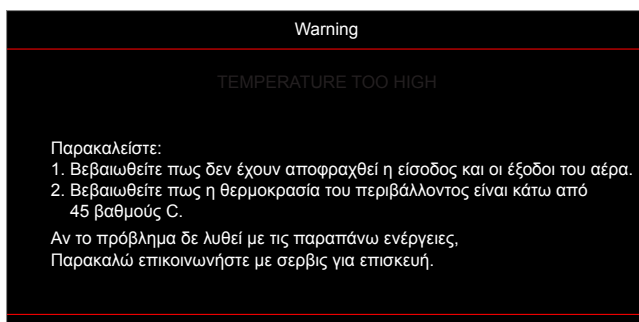 Warning
TEMPERATURE TOO HIGH
Παρακαλείστε:
1. Βεβαιωθείτε πως δεν έχουν αποφραχθεί η είσοδος και οι έξοδοι του αέρα.
2. Βεβαιωθείτε πως η θερμοκρασία του περιβάλλοντος είναι κάτω από
45 βαθμούς C.
Αν το πρόβλημα δε λυθεί με τις παραπάνω ενέργειες,
Παρακαλώ επικοινωνήστε με σερβις για επισκευή.